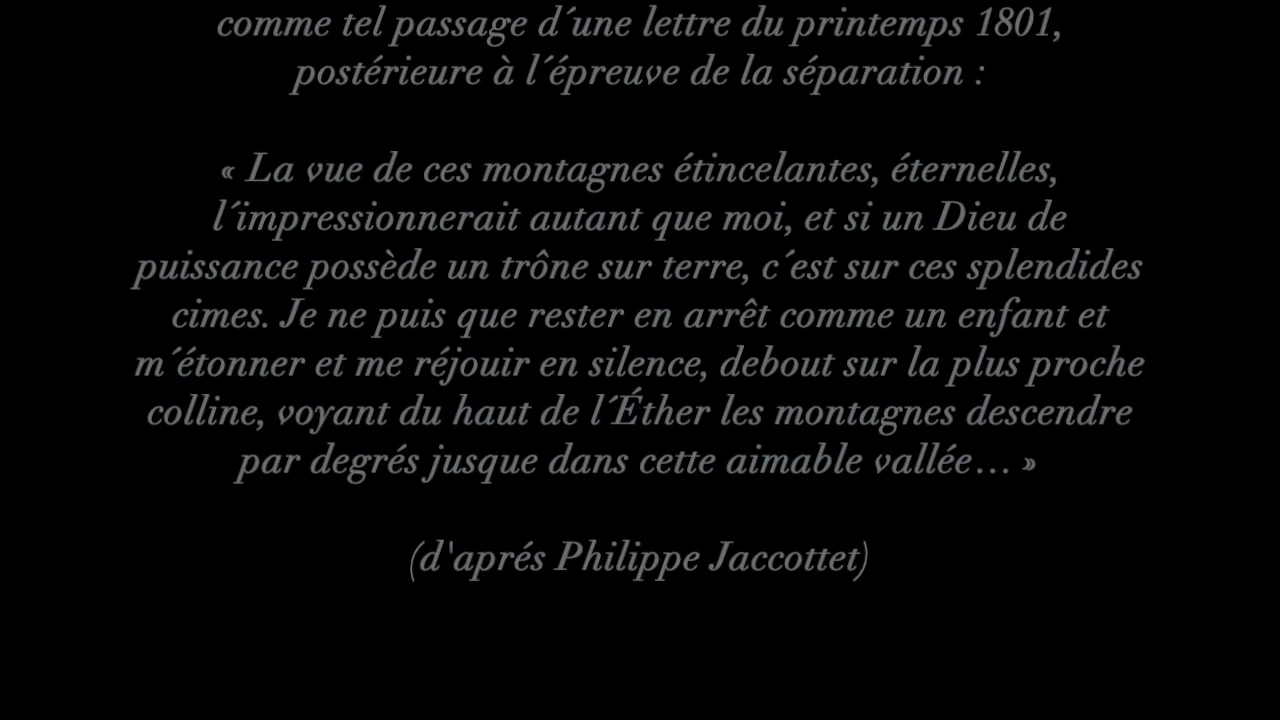 comme tel passage d´une lettre du printemps 1801,
postérieure à l´épreuve de la séparation :
« La vue de ces montagnes étincelantes, éternelles,
l´impressionnerait autant que moi, et si un Dieu de
puissance possède un trône sur terre, c´est sur ces splendides
cimes. Je ne puis que rester en arrêt comme un enfant et
m´étonner et me réjouir en silence, debout sur la plus proche
colline, voyant du haut de l´Éther les montagnes descendre
par degrés jusque dans cette aimable vallée… »
(d'aprés Philippe Jaccottet)